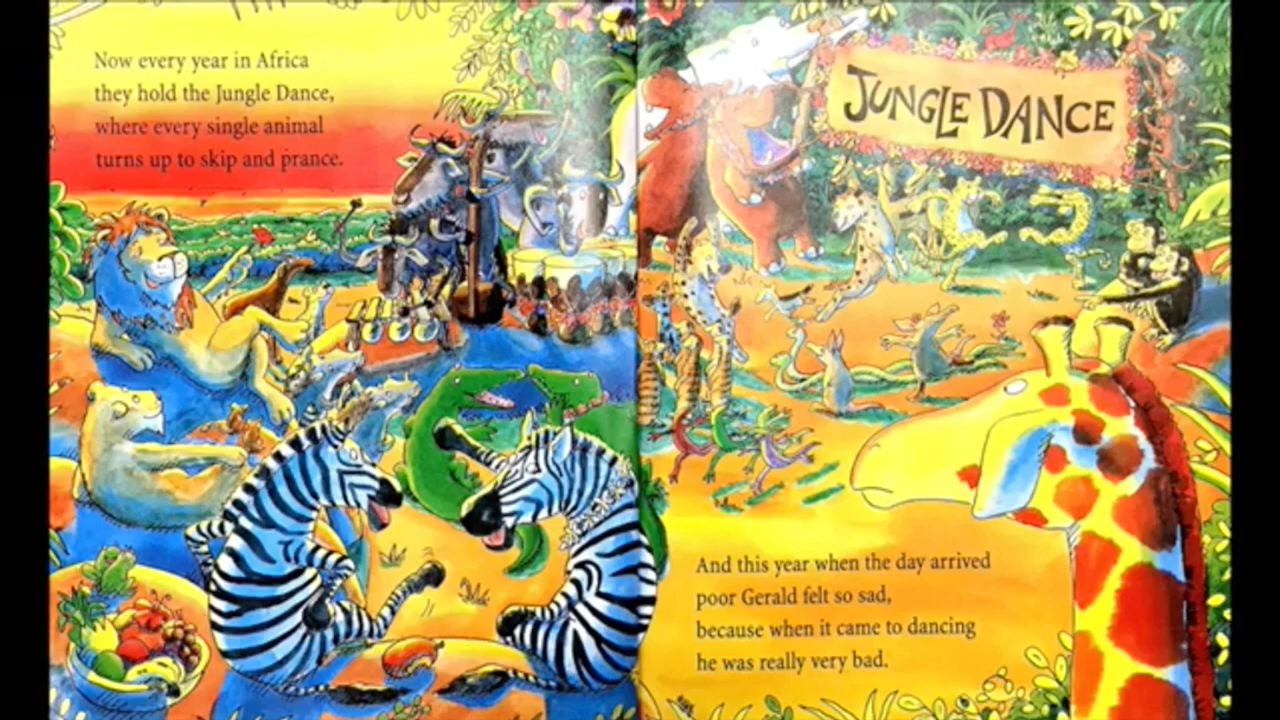 Now every year in Africa
they hold the Jungle Dance,
where every single animal
turns up to skip and prance.
JUNGLE DANCE
And this year when the day arrived
poor Gerald felt so sad,
because when it came to dancing
he was really very bad.